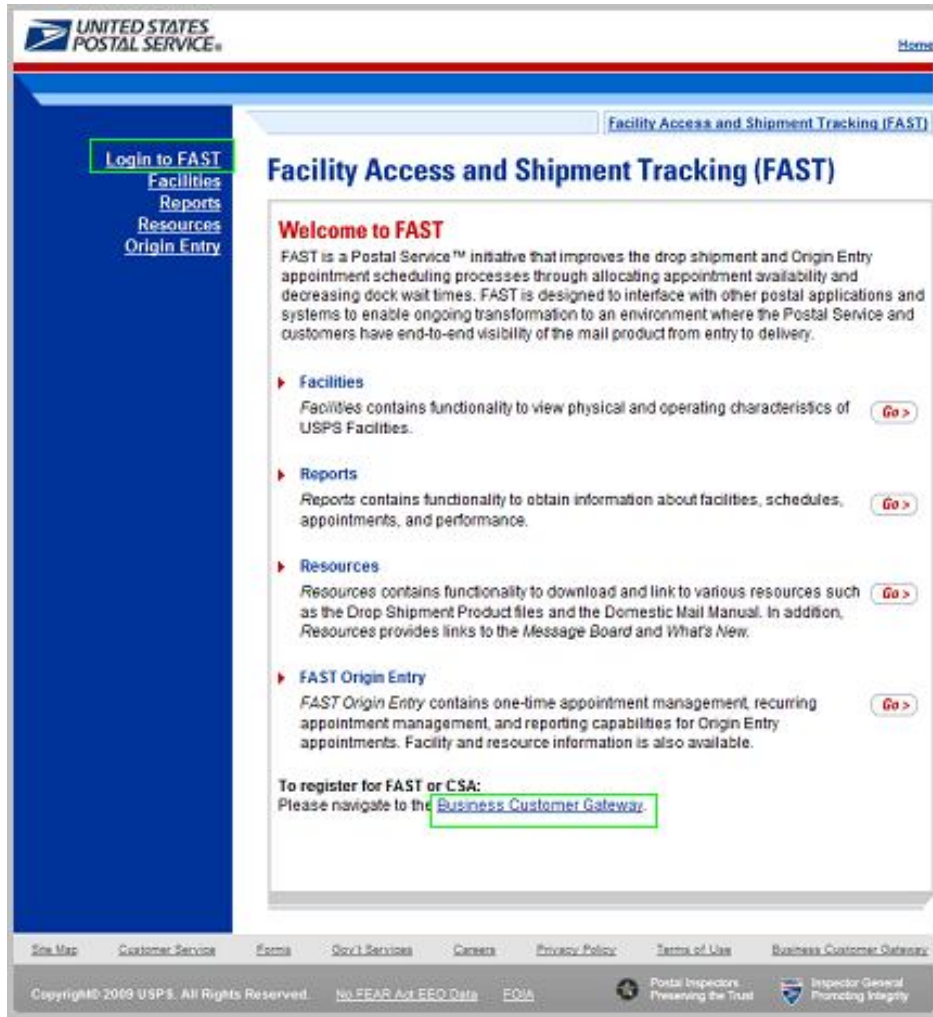 UNITED STATES
POSTAL SERVICE®
Home
Facility Access and Shipment Tracking (FAST)
Login to FAST
Facilities
Reports
Resources
Origin Entry
Facility Access and Shipment Tracking (FAST)
Welcome to FAST
FAST is a Postal Service™ initiative that improves the drop shipment and Origin Entry
appointment scheduling processes through allocating appointment availability and
decreasing dock wait times. FAST is designed to interface with other postal applications and
systems to enable ongoing transformation to an environment where the Postal Service and
customers have end-to-end visibility of the mail product from entry to delivery.
Facilities
Facilities contains functionality to view physical and operating characteristics of
USPS Facilities.
Go >
Reports
Reports contains functionality to obtain information about facilities, schedules,
appointments, and performance.
Go >
Resources
Resources contains functionality to download and link to various resources such
as the Drop Shipment Product files and the Domestic Mail Manual. In addition,
Resources provides links to the Message Board and What's New.
Go >
FAST Origin Entry
FAST Origin Entry contains one-time appointment management, recurring
appointment management, and reporting capabilities for Origin Entry
appointments. Facility and resource information is also available.
Go >
To register for FAST or CSA:
Please navigate to the Business Customer Gateway.
Site Map Customer Service Forms Gov't Services Careers Privacy Policy Terms of Use Business Customer Gateway
Copyright© 2009 USPS. All Rights Reserved. No FEAR Act EEO Data FOIA
Postal Inspectors
Preserving the Trust
Inspector General
Promoting Integrity